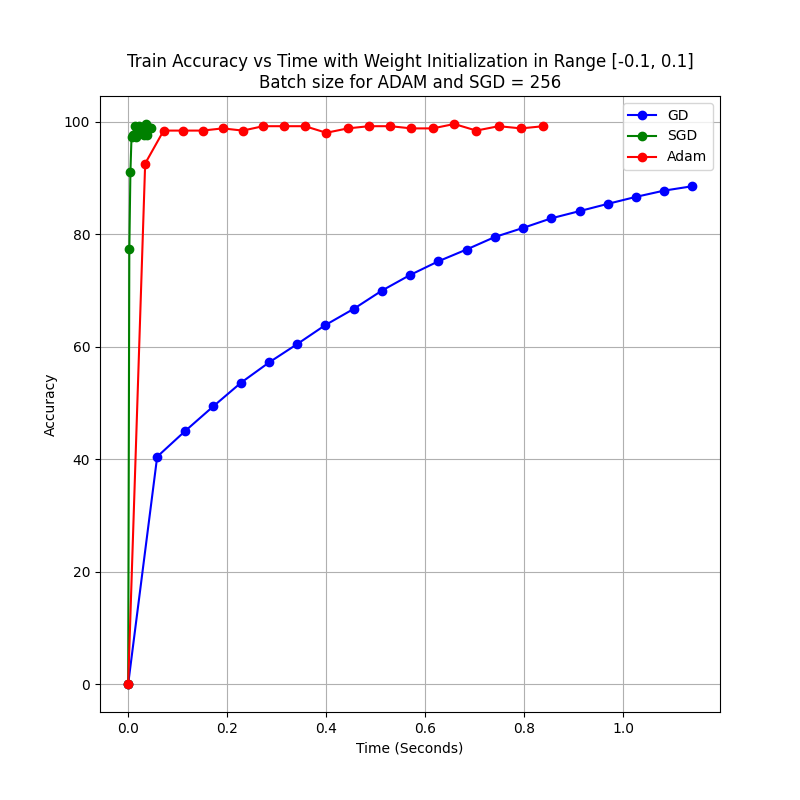 Train Accuracy vs Time with Weight Initialization in Range [-0.1, 0.1]
Batch size for ADAM and SGD = 256
GD
SGD
Adam
Accuracy
100
80
60
40
20
0
0.0 0.2 0.4 0.6 0.8 1.0
Time (Seconds)